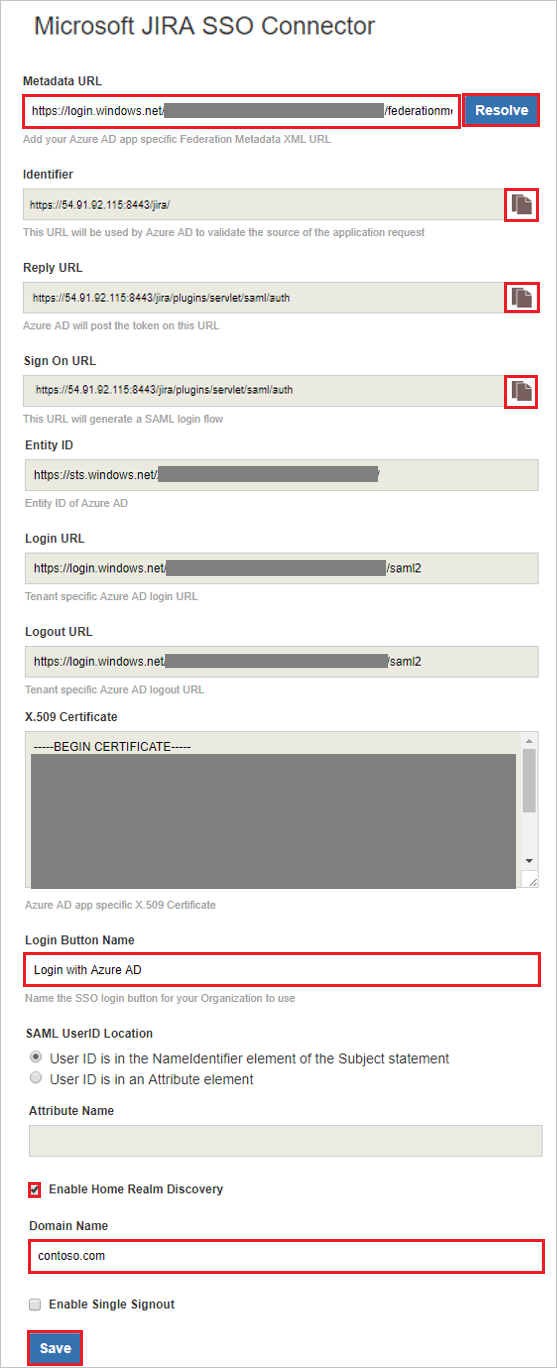 Microsoft JIRA SSO Connector
Metadata URL
https://login.windows.net/ /federationme Resolve
Add your Azure AD app specific Federation Metadata XML URL
Identifier
https://54.91.92.115:8443/jira/
This URL will be used by Azure AD to validate the source of the application request
Reply URL
https://54.91.92.115:8443/jira/plugins/servlet/saml/auth
Azure AD will post the token on this URL
Sign On URL
https://54.91.92.115:8443/jira/plugins/servlet/saml/auth
This URL will generate a SAML login flow
Entity ID
https://sts.windows.net/ /
Entity ID of Azure AD
Login URL
https://login.windows.net/ /saml2
Tenant specific Azure AD login URL
Logout URL
https://login.windows.net/ /saml2
Tenant specific Azure AD logout URL
X.509 Certificate
-----BEGIN CERTIFICATE-----
Azure AD app specific X.509 Certificate
Login Button Name
Login with Azure AD
Name the SSO login button for your Organization to use
SAML UserID Location
User ID is in the NameIdentifier element of the Subject statement
User ID is in an Attribute element
Attribute Name
Enable Home Realm Discovery
Domain Name
contoso.com
Enable Single Signout
Save